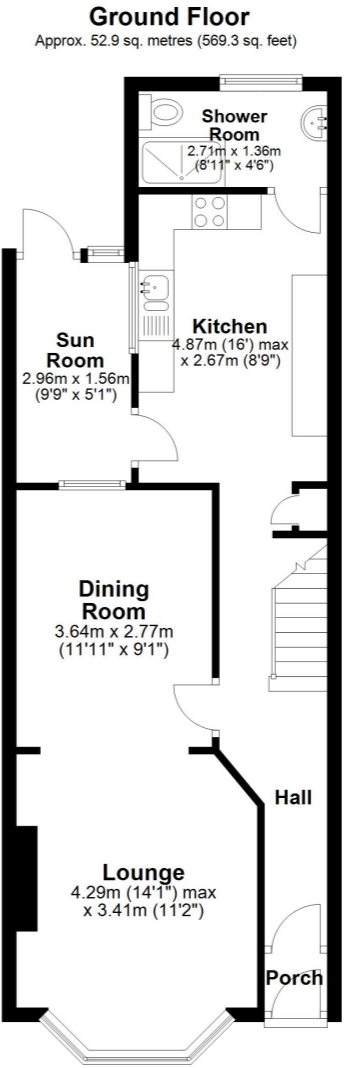 Ground Floor
Approx. 52.9 sq. metres (569.3 sq. feet)
Shower
Room
2.71m x 1.36m
(8'11" x 4'6")
Kitchen
4.87m (16') max
x 2.67m (8'9")
Sun
Room
2.96m x 1.56m
(9'9" x 5'1")
Dining
Room
3.64m x 2.77m
(11'11" x 9'1")
Hall
Lounge
4.29m (14'1") max
x 3.41m (11'2")
Porch